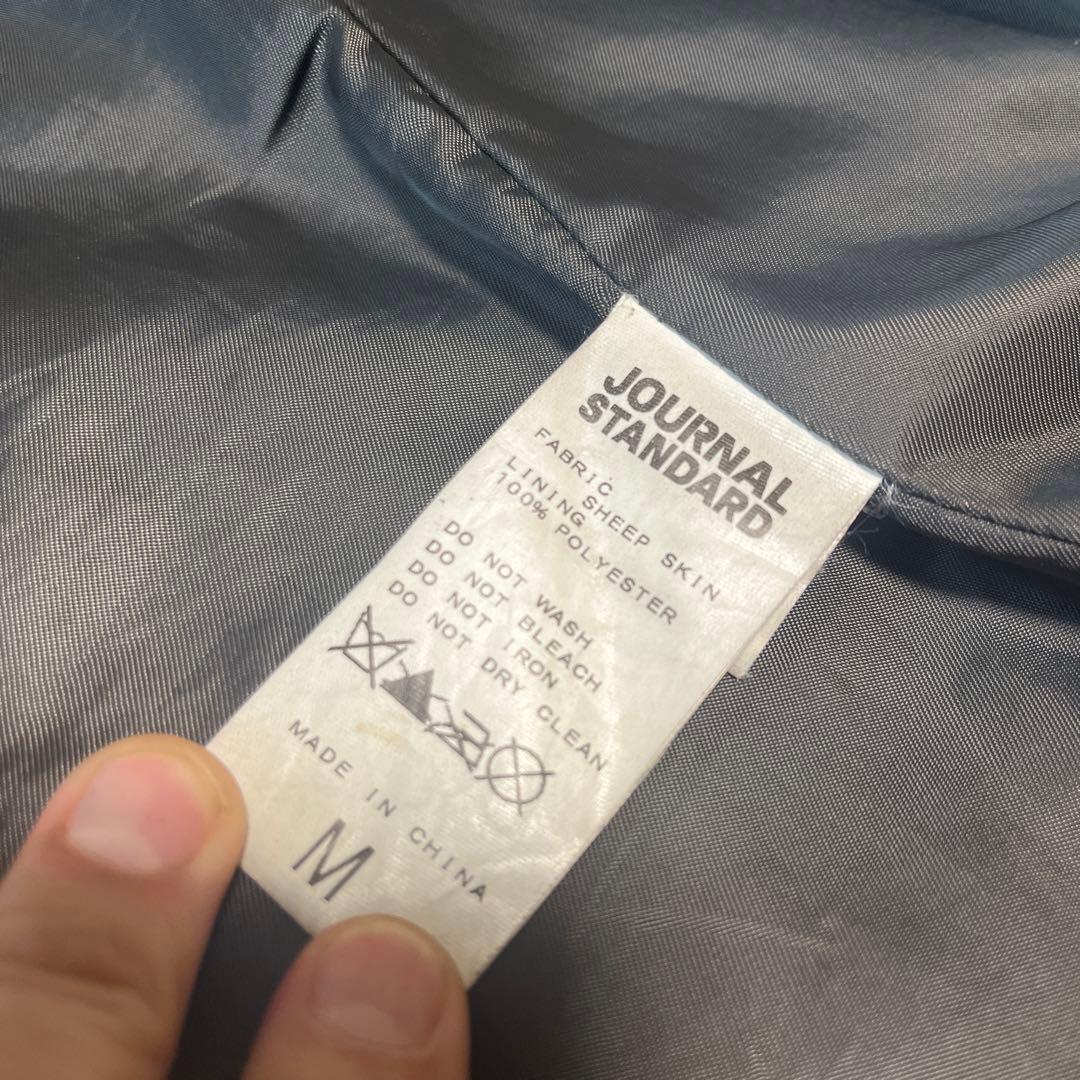 JOURNAL
STANDARD
FABRIC
SHEEP SKIN
LINING
100% POLYESTER
DO NOT WASH
DO NOT BLEACH
DO NOT IRON
DO NOT DRY CLEAN
MADE IN CHINA
M